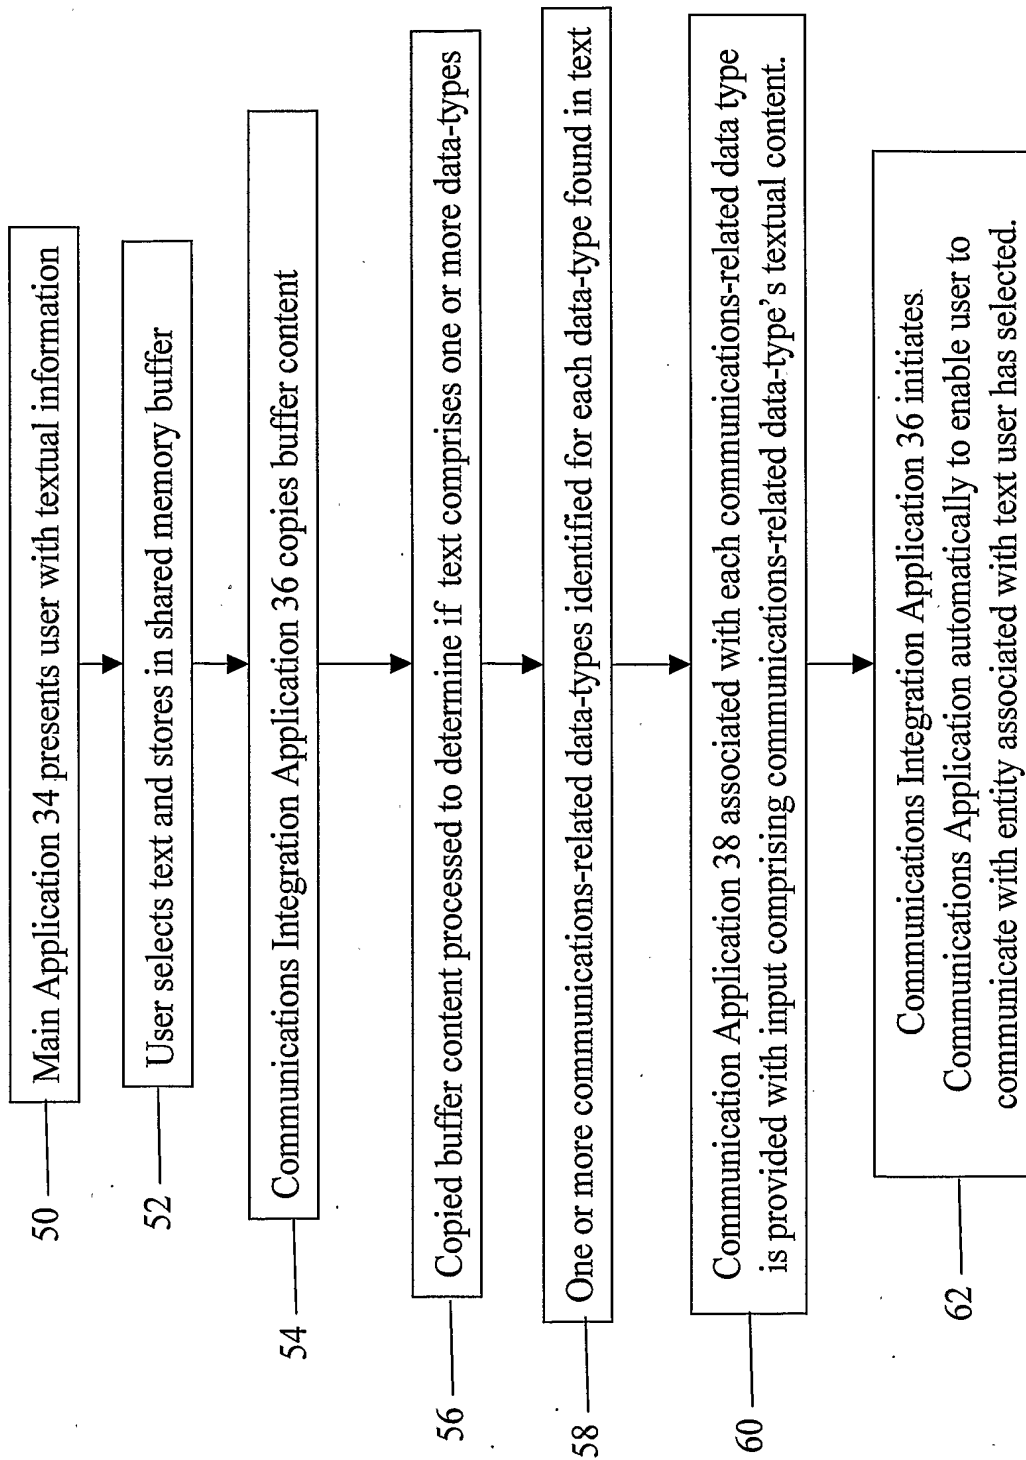 50
Main Application 34 presents user with textual information
52
User selects text and stores in shared memory buffer
54
Communications Integration Application 36 copies buffer content
56
Copied buffer content processed to determine if text comprises one or more data-types
58
One or more communications-related data-types identified for each data-type found in text
60
Communication Application 38 associated with each communications-related data type
is provided with input comprising communications-related data-type's textual content.
62
Communications Integration Application 36 initiates
Communications Application automatically to enable user to
communicate with entity associated with text user has selected.